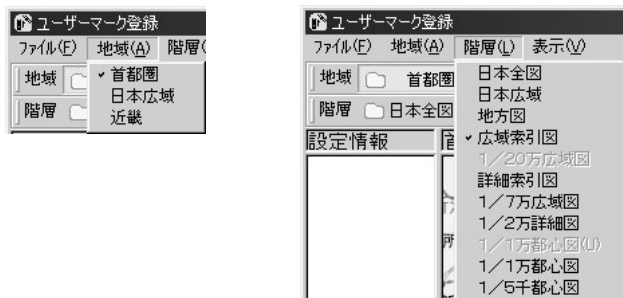 ユーザーマーク登録
ファイル(F) 地域(A) 階層(
地域
首都圏
日本広域
階層
近畿
ユーザーマーク登録
ファイル(F) 地域(A) 階層(L) 表示(V)
地域 首都圏
階層 日本全図
設定情報 首
日本全図
日本広域
地方図
広域索引図
1/20万広域図
詳細索引図
1/7万広域図
1/2万詳細図
1/1万都心図(U)
1/1万都心図
1/5千都心図